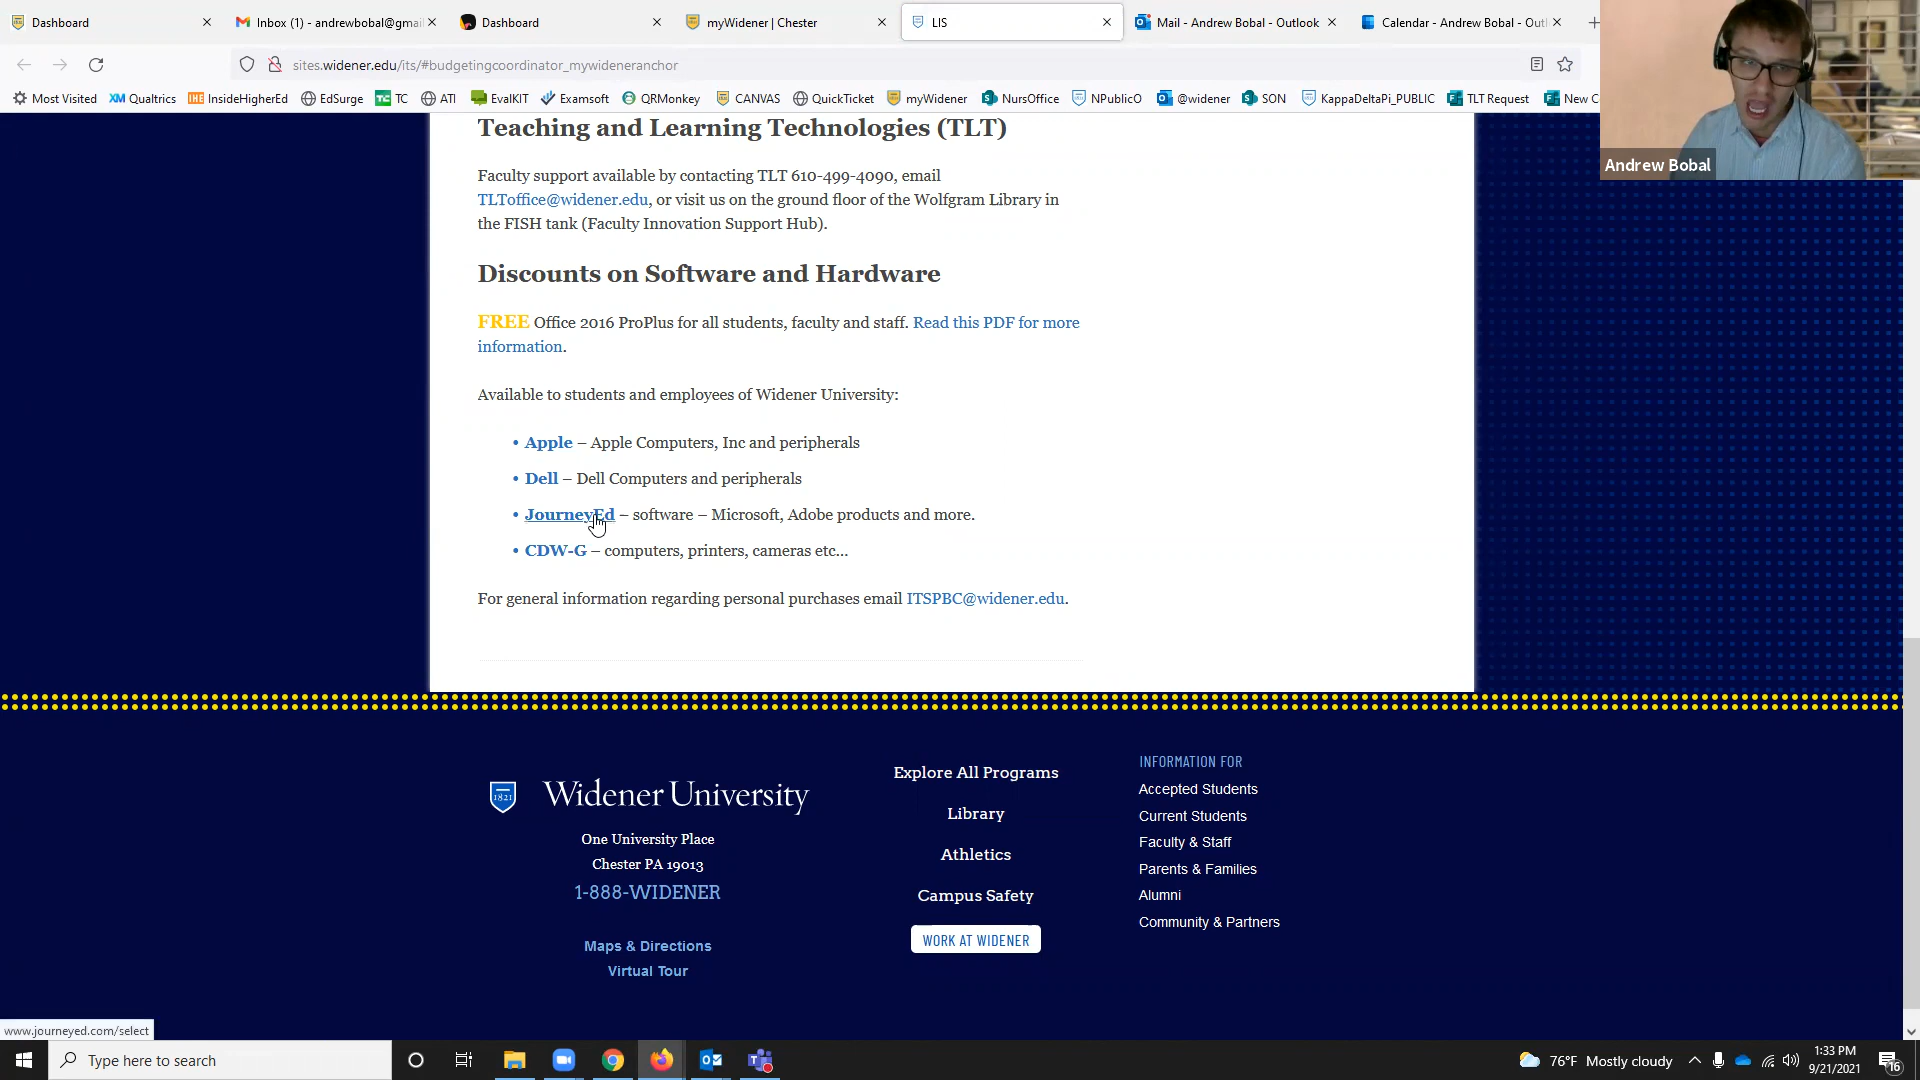 Dashboard
Inbox (1) - andrewbobal@gmai
Dashboard
myWidener | Chester
LIS
Mail - Andrew Bobal - Outlook
Calendar - Andrew Bobal - Outl
sites.widener.edu/its/#budgetingcoordinator_mywideneranchor
Most Visited
XM Qualtrics
IHE InsideHigherEd
EdSurge
TC TC
ATI
EvalKIT
Examsoft
QRMonkey
CANVAS
QuickTicket
myWidener
NursOffice
NPublicO
@widener
SON
KappaDeltaPi_PUBLIC
TLT Request
New C
Andrew Bobal
Teaching and Learning Technologies (TLT)
Faculty support available by contacting TLT 610-499-4090, email
TLToffice@widener.edu, or visit us on the ground floor of the Wolfgram Library in
the FISH tank (Faculty Innovation Support Hub).
Discounts on Software and Hardware
FREE Office 2016 ProPlus for all students, faculty and staff. Read this PDF for more
information.
Available to students and employees of Widener University:
• Apple – Apple Computers, Inc and peripherals
• Dell – Dell Computers and peripherals
• JourneyEd – software – Microsoft, Adobe products and more.
• CDW-G – computers, printers, cameras etc...
For general information regarding personal purchases email ITSPBC@widener.edu.
1821
Widener University
One University Place
Chester PA 19013
1-888-WIDENER
Maps & Directions
Virtual Tour
Explore All Programs
Library
Athletics
Campus Safety
WORK AT WIDENER
INFORMATION FOR
Accepted Students
Current Students
Faculty & Staff
Parents & Families
Alumni
Community & Partners
www.journeyed.com/select
Type here to search
76°F Mostly cloudy
1:33 PM
9/21/2021
16